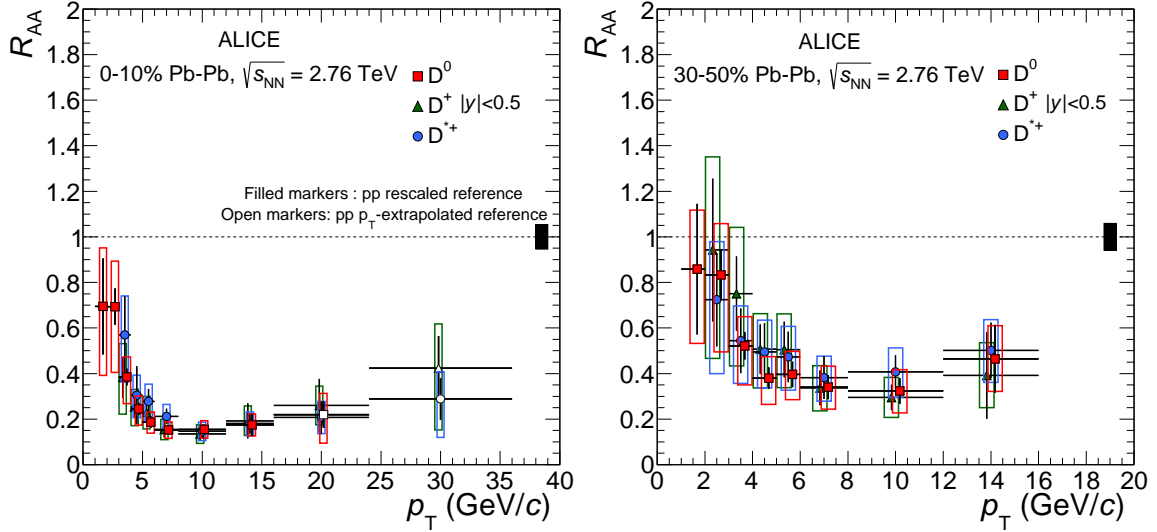 R_AA
2
1.8
1.6
1.4
1.2
1
0.8
0.6
0.4
0.2
0
ALICE
0-10% Pb-Pb, √s_NN = 2.76 TeV
D^0
D^+ |y|<0.5
D^*+
Filled markers : pp rescaled reference
Open markers: pp p_T-extrapolated reference
0 5 10 15 20 25 30 35 40
p_T (GeV/c)
R_AA
2
1.8
1.6
1.4
1.2
1
0.8
0.6
0.4
0.2
0
ALICE
30-50% Pb-Pb, √s_NN = 2.76 TeV
D^0
D^+ |y|<0.5
D^*+
0 2 4 6 8 10 12 14 16 18 20
p_T (GeV/c)